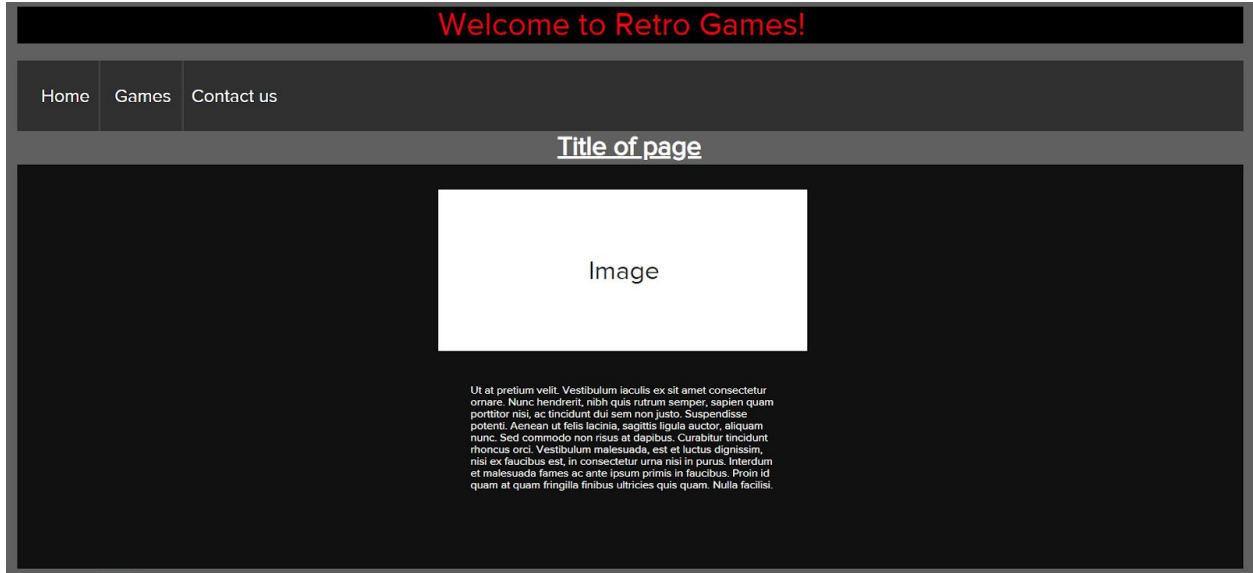 Welcome to Retro Games!
Home Games Contact us
Title of page
Image
Ut at pretium velit. Vestibulum iaculis ex sit amet consectetur
ornare. Nunc hendrerit, nibh quis rutrum semper, sapien quam
porttitor nisi, ac tincidunt dui sem non justo. Suspendisse
potenti. Aenean ut felis lacinia, sagittis ligula auctor, aliquam
nunc. Sed commodo non risus at dapibus. Curabitur tincidunt
rhoncus orci. Vestibulum malesuada, est et luctus dignissim,
nisi ex faucibus est, in consectetur urna nisi in purus. Interdum
et malesuada fames ac ante ipsum primis in faucibus. Proin id
quam at quam fringilla finibus ultricies quis quam. Nulla facilisi.